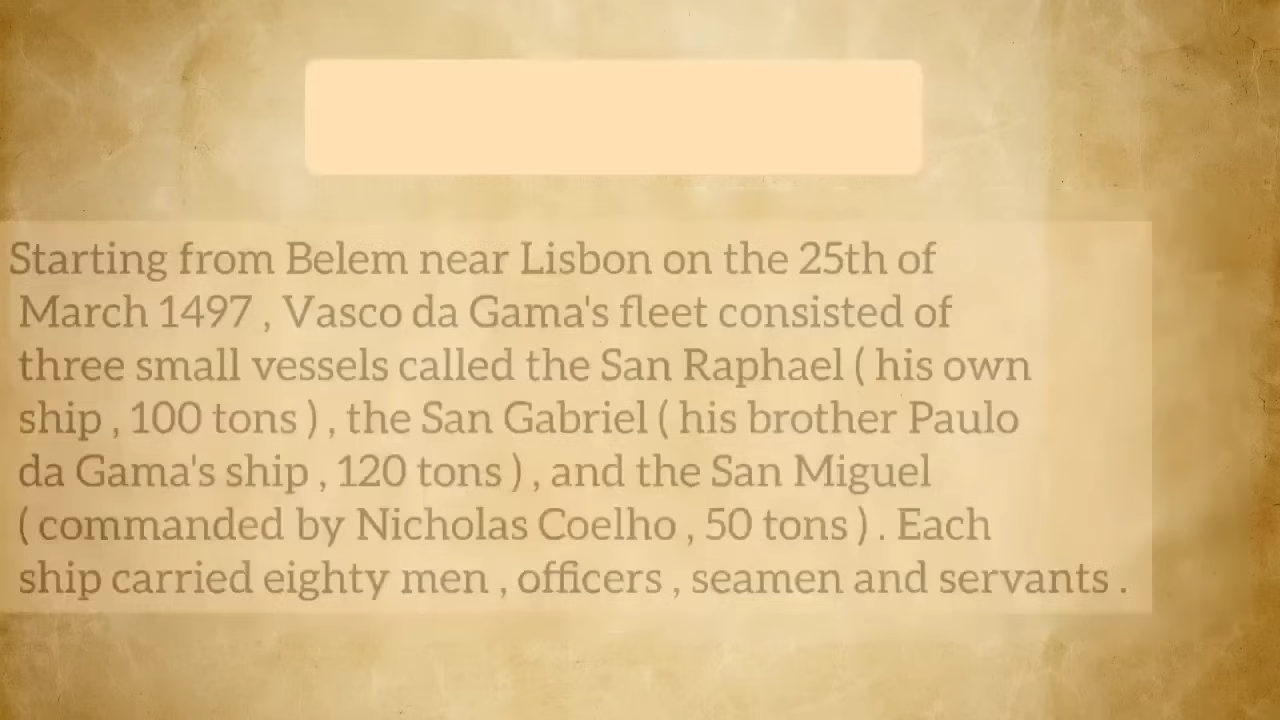 Starting from Belem near Lisbon on the 25th of
March 1497 , Vasco da Gama's fleet consisted of
three small vessels called the San Raphael ( his own
ship , 100 tons ) , the San Gabriel ( his brother Paulo
da Gama's ship , 120 tons ) , and the San Miguel
( commanded by Nicholas Coelho , 50 tons ) . Each
ship carried eighty men , officers , seamen and servants .